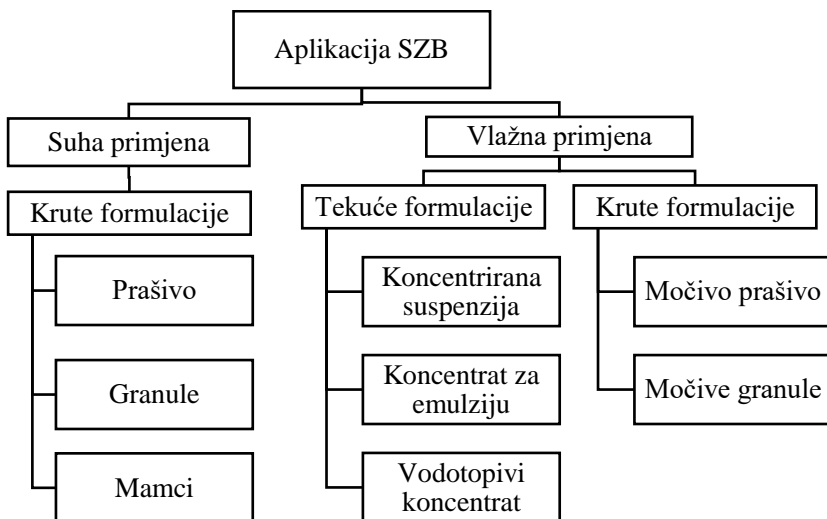 Aplikacija SZB
Suha primjena
Vlažna primjena
Krute formulacije
Tekuće formulacije
Krute formulacije
Prašivo
Granule
Mamci
Koncentrirana
suspenzija
Koncentrat za
emulziju
Vodotopivi
koncentrat
Močivo prašivo
Močive granule